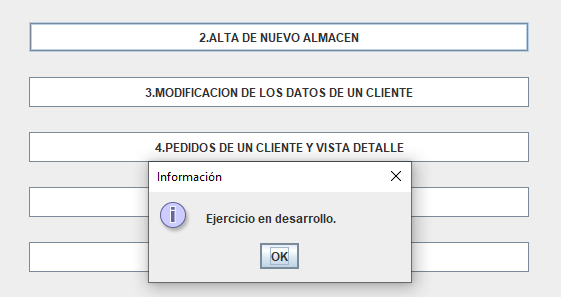 2.ALTA DE NUEVO ALMACEN
3.MODIFICACION DE LOS DATOS DE UN CLIENTE
4.PEDIDOS DE UN CLIENTE Y VISTA DETALLE
Información
Ejercicio en desarrollo.
OK